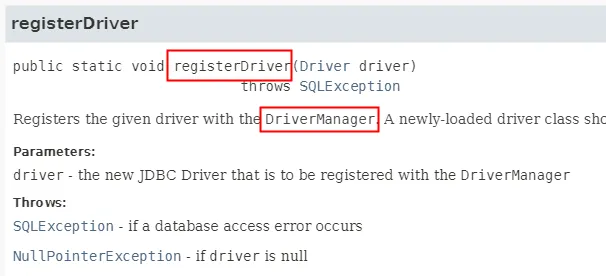 registerDriver
public static void registerDriver(Driver driver)
throws SQLException
Registers the given driver with the DriverManager. A newly-loaded driver class
Parameters:
driver - the new JDBC Driver that is to be registered with the DriverManager
Throws:
SQLException - if a database access error occurs
NullPointerException - if driver is null